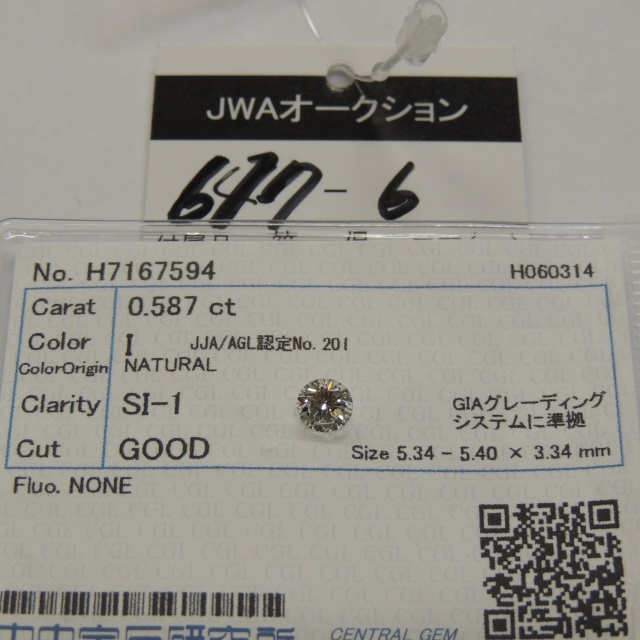 JWAオークション
647-6
No. H7167594 H060314
Carat 0.587 ct
Color I JJA/AGL認定No. 201
ColorOrigin NATURAL
Clarity SI-1 GIAグレーディング
システムに準拠
Cut GOOD Size 5.34 - 5.40 × 3.34 mm
Fluo. NONE
CENTRAL GEM